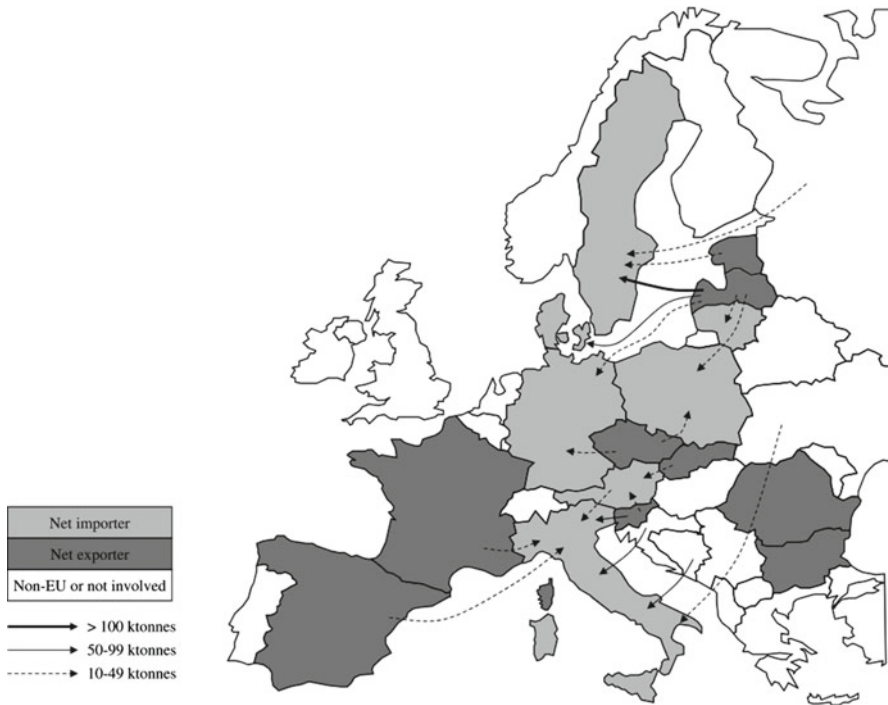 Net importer
Net exporter
Non-EU or not involved
> 100 ktonnes
50-99 ktonnes
10-49 ktonnes